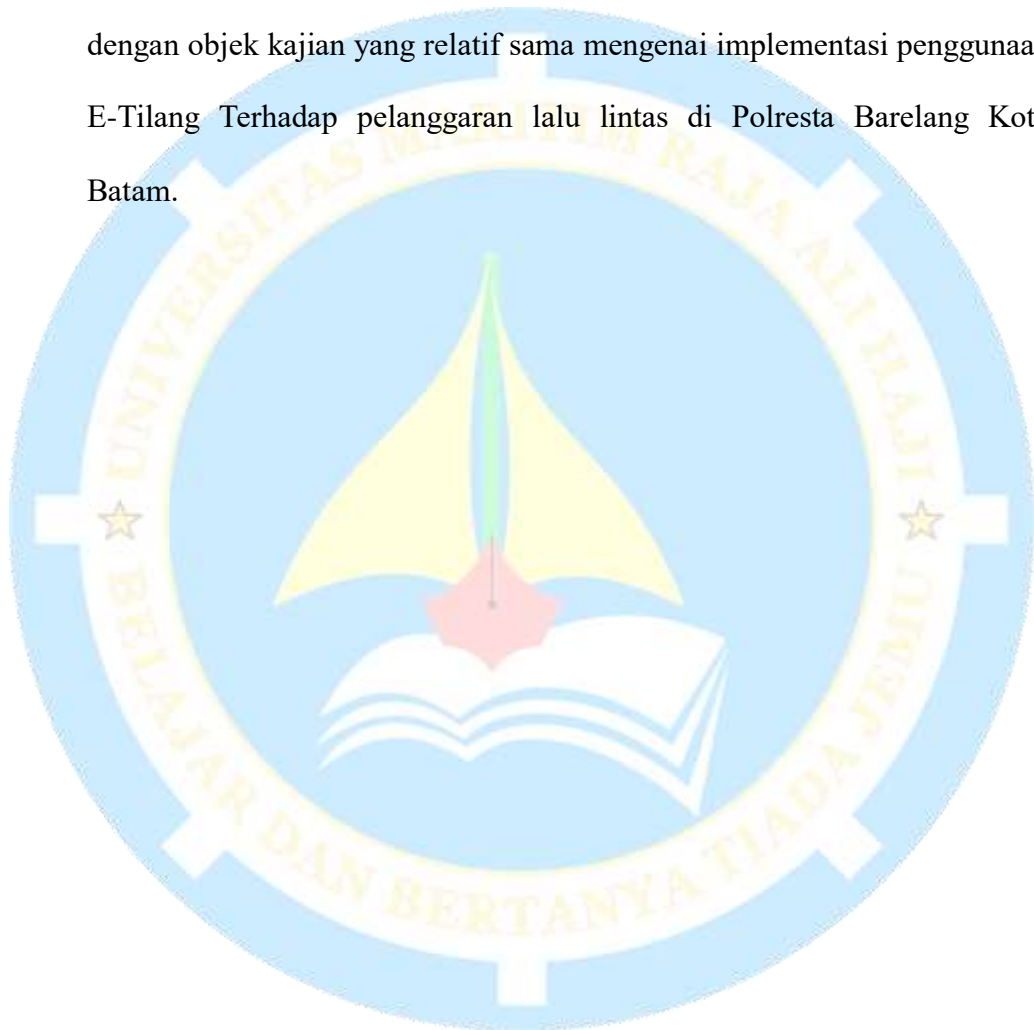 dengan objek kajian yang relatif sama mengenai implementasi penggunaa
E-Tilang Terhadap pelanggaran lalu lintas di Polresta Barelang Kot
Batam.
UNIVERSITAS MARITIM RAJA ALI HAJI
BELAJAR DAN BERTANYA TIADA JEMU